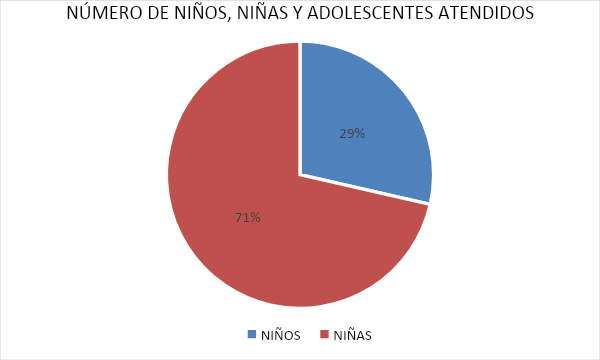 NÚMERO DE NIÑOS, NIÑAS Y ADOLESCENTES ATENDIDOS
29%
71%
NIÑOS NIÑAS